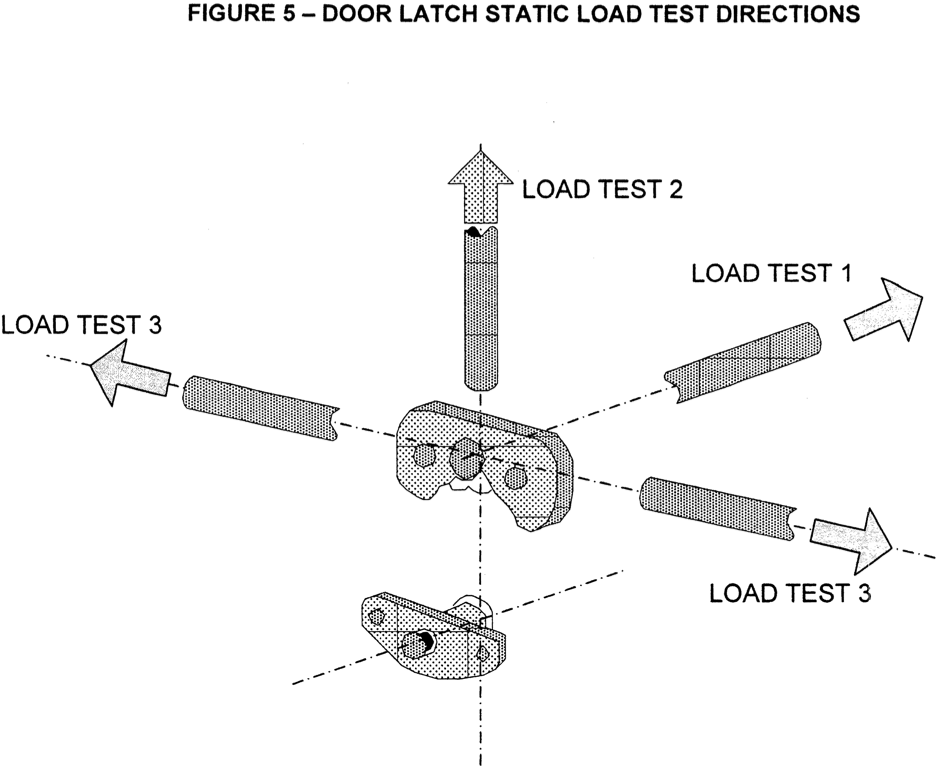 FIGURE 5 – DOOR LATCH STATIC LOAD TEST DIRECTIONS
LOAD TEST 2
LOAD TEST 1
LOAD TEST 3
LOAD TEST 3